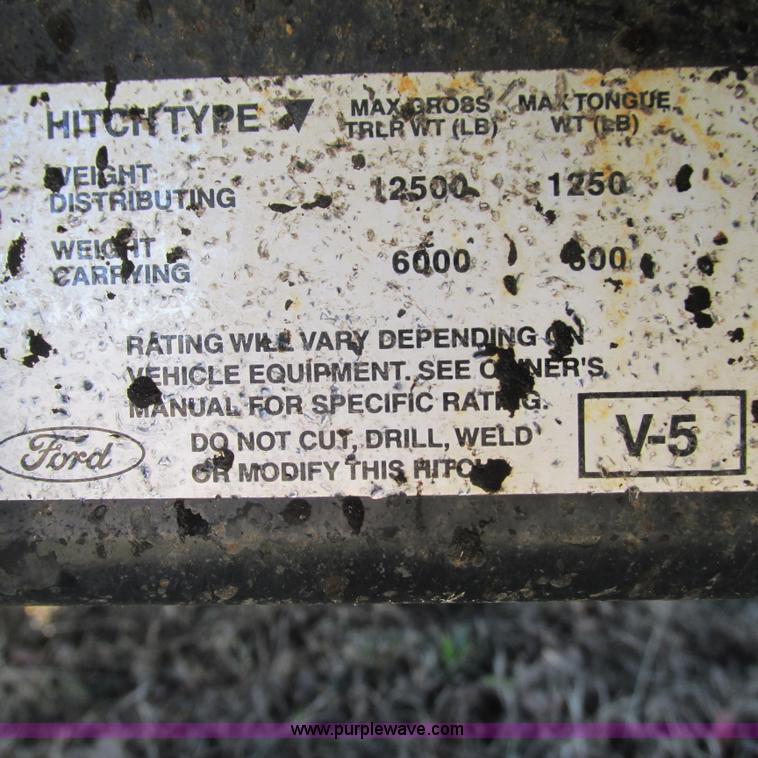 HITCH TYPE MAX GROSS MAX TONGUE
TRLR WT (LB) WT (LB)
WEIGHT
DISTRIBUTING 12500 1250
WEIGHT
CARRYING 6000 600
RATING WILL VARY DEPENDING ON
VEHICLE EQUIPMENT. SEE OWNER'S
MANUAL FOR SPECIFIC RATING.
DO NOT CUT, DRILL, WELD
OR MODIFY THIS HITCH
Ford
V-5
www.purplewave.com